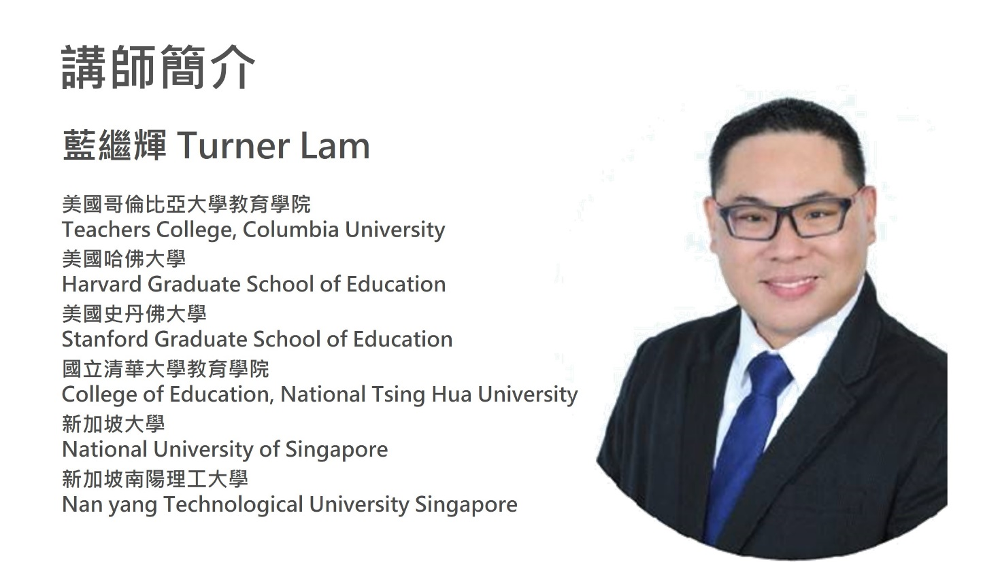 講師簡介
藍繼輝 Turner Lam
美國哥倫比亞大學教育學院
Teachers College, Columbia University
美國哈佛大學
Harvard Graduate School of Education
美國史丹佛大學
Stanford Graduate School of Education
國立清華大學教育學院
College of Education, National Tsing Hua University
新加坡大學
National University of Singapore
新加坡南陽理工大學
Nan yang Technological University Singapore